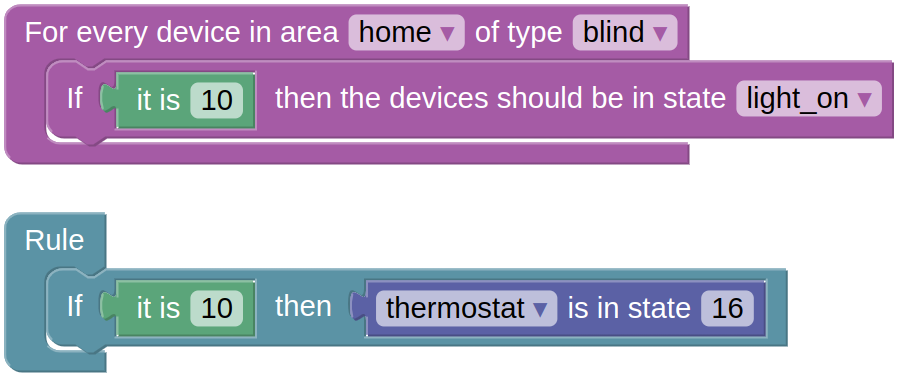 For every device in area home ▼ of type blind ▼
If it is 10 then the devices should be in state light_on ▼
Rule
If it is 10 then thermostat ▼ is in state 16